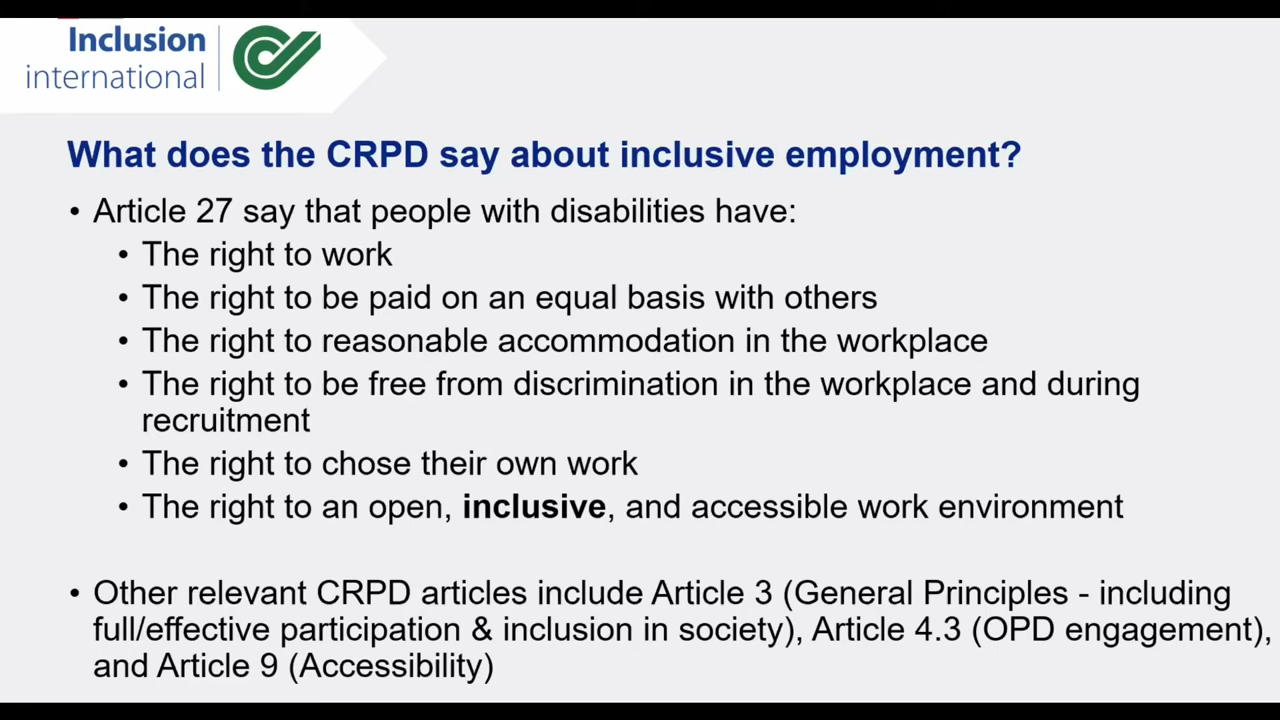 Inclusion
international
What does the CRPD say about inclusive employment?
• Article 27 say that people with disabilities have:
• The right to work
• The right to be paid on an equal basis with others
• The right to reasonable accommodation in the workplace
• The right to be free from discrimination in the workplace and during
recruitment
• The right to chose their own work
• The right to an open, inclusive, and accessible work environment
• Other relevant CRPD articles include Article 3 (General Principles - including
full/effective participation & inclusion in society), Article 4.3 (OPD engagement),
and Article 9 (Accessibility)